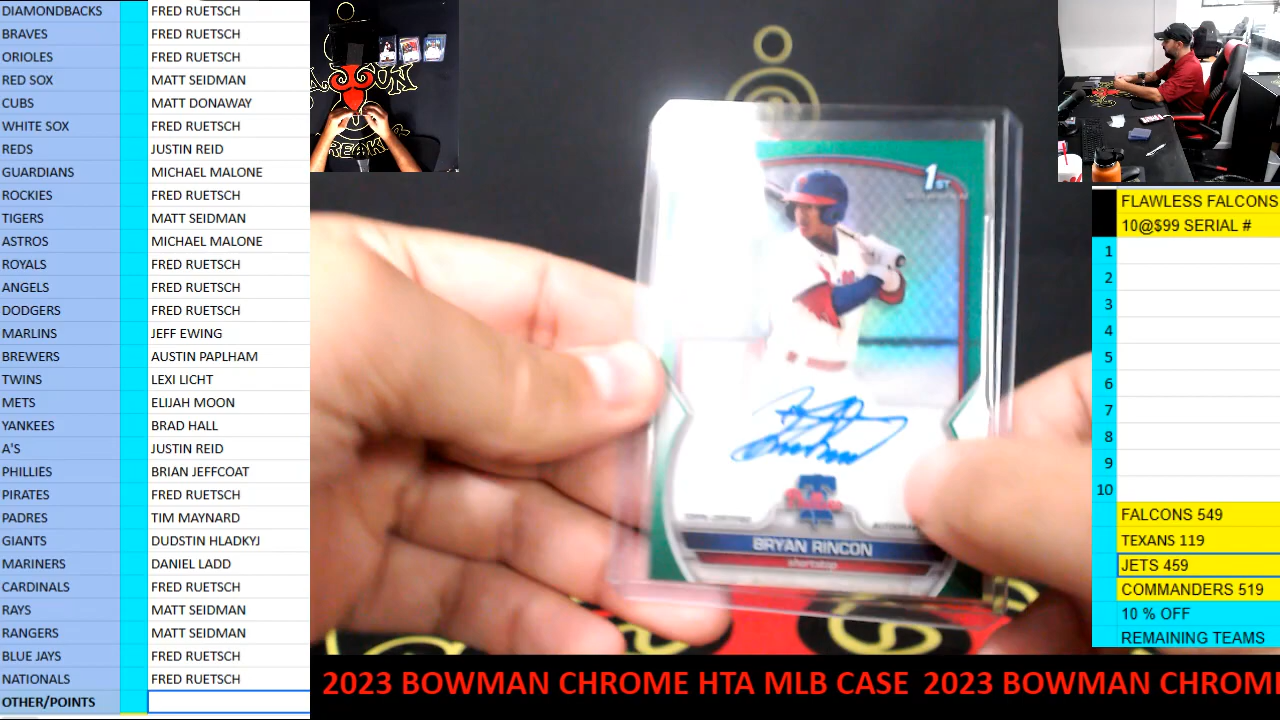 DIAMONDBACKS FRED RUETSCH
BRAVES FRED RUETSCH
ORIOLES FRED RUETSCH
RED SOX MATT SEIDMAN
CUBS MATT DONAWAY
WHITE SOX FRED RUETSCH
REDS JUSTIN REID
GUARDIANS MICHAEL MALONE
ROCKIES FRED RUETSCH
TIGERS MATT SEIDMAN
ASTROS MICHAEL MALONE
ROYALS FRED RUETSCH
ANGELS FRED RUETSCH
DODGERS FRED RUETSCH
MARLINS JEFF EWING
BREWERS AUSTIN PAPLHAM
TWINS LEXI LICHT
METS ELIJAH MOON
YANKEES BRAD HALL
A'S JUSTIN REID
PHILLIES BRIAN JEFFCOAT
PIRATES FRED RUETSCH
PADRES TIM MAYNARD
GIANTS DUDSTIN HLADKYJ
MARINERS DANIEL LADD
CARDINALS FRED RUETSCH
RAYS MATT SEIDMAN
RANGERS MATT SEIDMAN
BLUE JAYS FRED RUETSCH
NATIONALS FRED RUETSCH
OTHER/POINTS
1ST
Phillies
BRYAN RINCON
shortstop
FLAWLESS FALCONS
10@$99 SERIAL #
1
2
3
4
5
6
7
8
9
10
FALCONS 549
TEXANS 119
JETS 459
COMMANDERS 519
10 % OFF
REMAINING TEAMS
2023 BOWMAN CHROME HTA MLB CASE 2023 BOWMAN CHROME